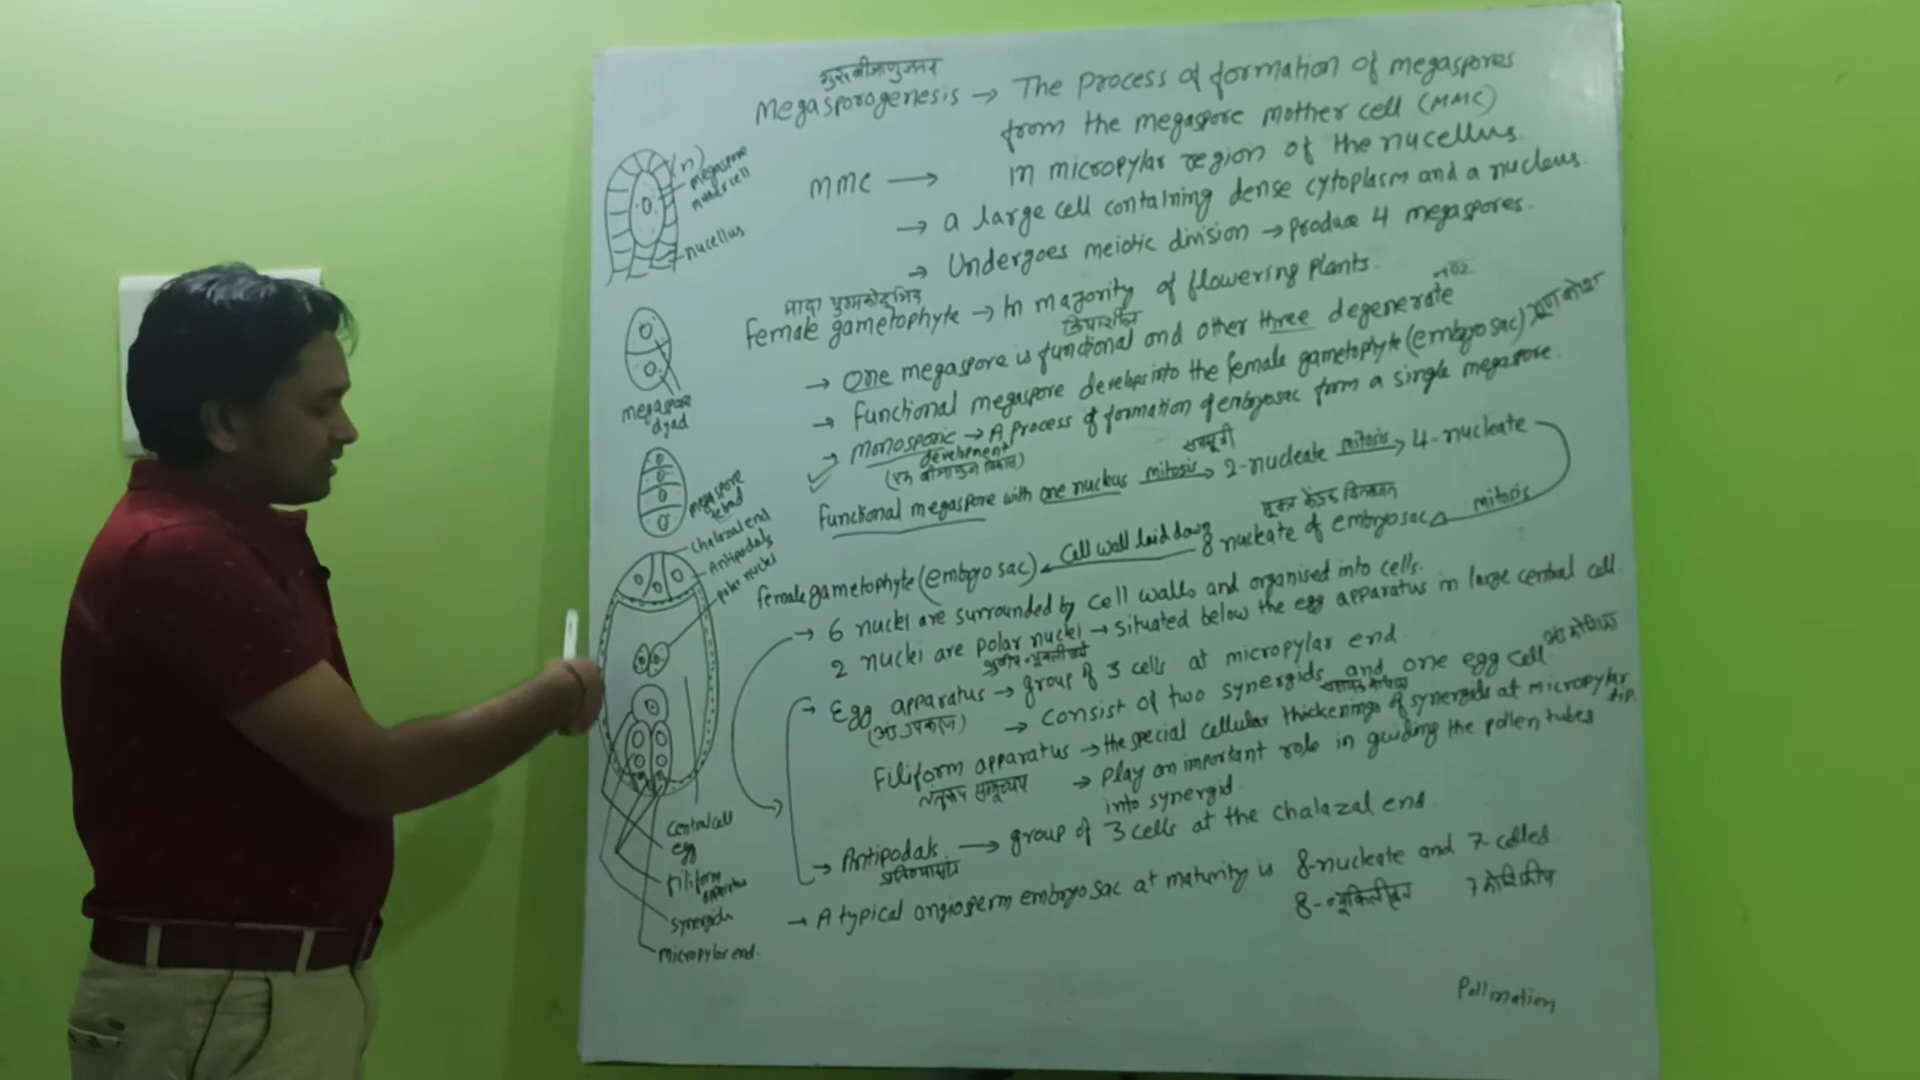 गुरुबीजाणुजनन
Megasporogenesis → The process of formation of megaspores
from the megaspore mother cell (MMC)
in micropylar region of the nucellus.
MMC →
→ a large cell containing dense cytoplasm and a nucleus.
→ Undergoes meiotic division → produce 4 megaspores.
Female gametophyte → In majority of flowering plants.
→ One megaspore is functional and other three degenerate
→ Functional megaspore develops into the female gametophyte (embryo sac)
→ Monosporic → A process of formation of embryosac from a single megaspore.
development
Functional megaspore with one nucleus mitosis → 2-nucleate mitosis → 4-nucleate
mitosis
8 nucleate of embryosac
Cell wall laid down
female gametophyte (embryo sac)
→ 6 nuclei are surrounded by cell walls and organised into cells.
2 nuclei are polar nuclei → situated below the egg apparatus in large central cell.
→ Egg apparatus → group of 3 cells at micropylar end
→ consist of two synergids and one egg cell
Filiform apparatus → the special cellular thickenings of synergids at micropylar
tip.
→ play an important role in guiding the pollen tubes
into synergid
→ Antipodals → group of 3 cells at the chalazal end
→ A typical angiosperm embryo sac at maturity is 8-nucleate and 7-celled
Pollination
(n)
megaspore
mother cell
nucellus
megaspore
dyad
megaspore
tetrad
chalazal end
Antipodals
polar nuclei
central cell
egg
filiform
apparatus
synergids
micropylar end.